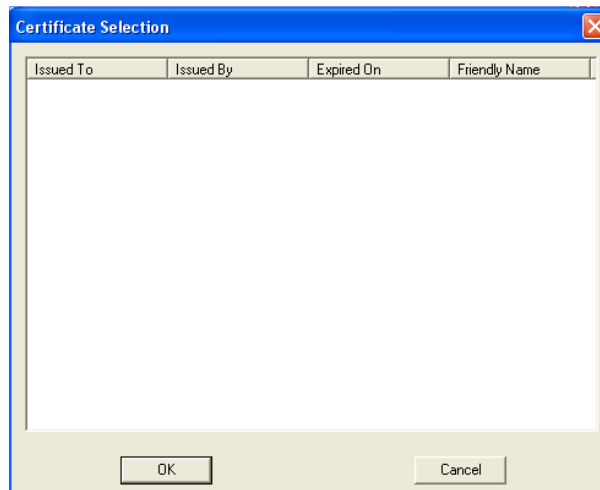 Certificate Selection
Issued To Issued By Expired On Friendly Name
OK Cancel